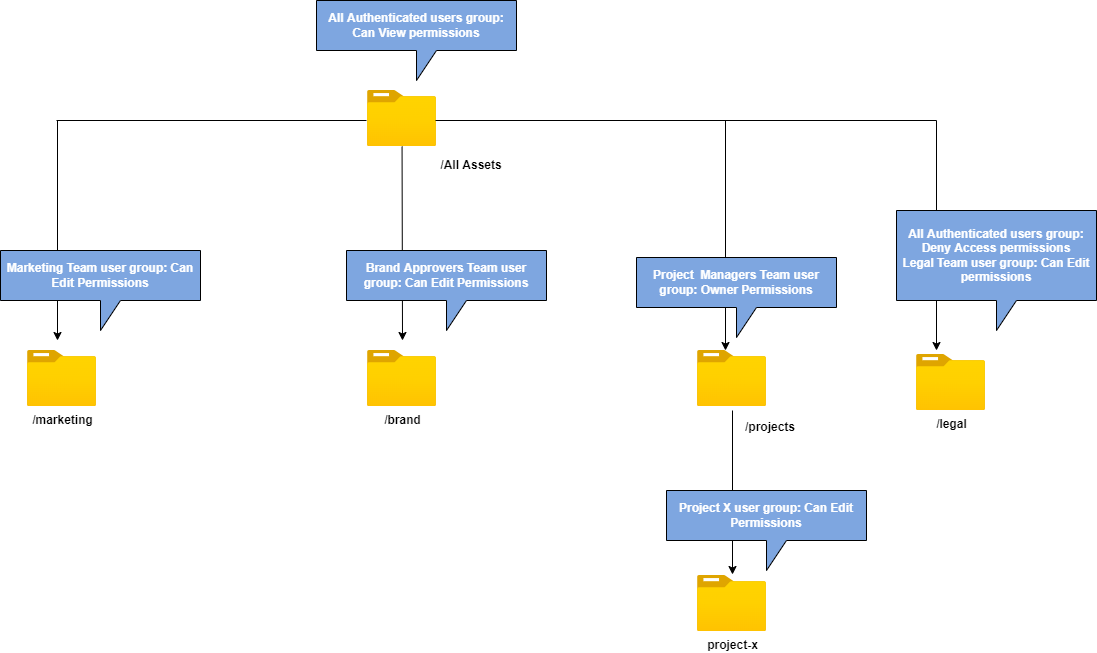 All Authenticated users group:
Can View permissions
/All Assets
Marketing Team user group: Can
Edit Permissions
Brand Approvers Team user
group: Can Edit Permissions
Project  Managers Team user
group: Owner Permissions
All Authenticated users group:
Deny Access permissions
Legal Team user group: Can Edit
permissions
/marketing
/brand
/projects
/legal
Project X user group: Can Edit
Permissions
project-x